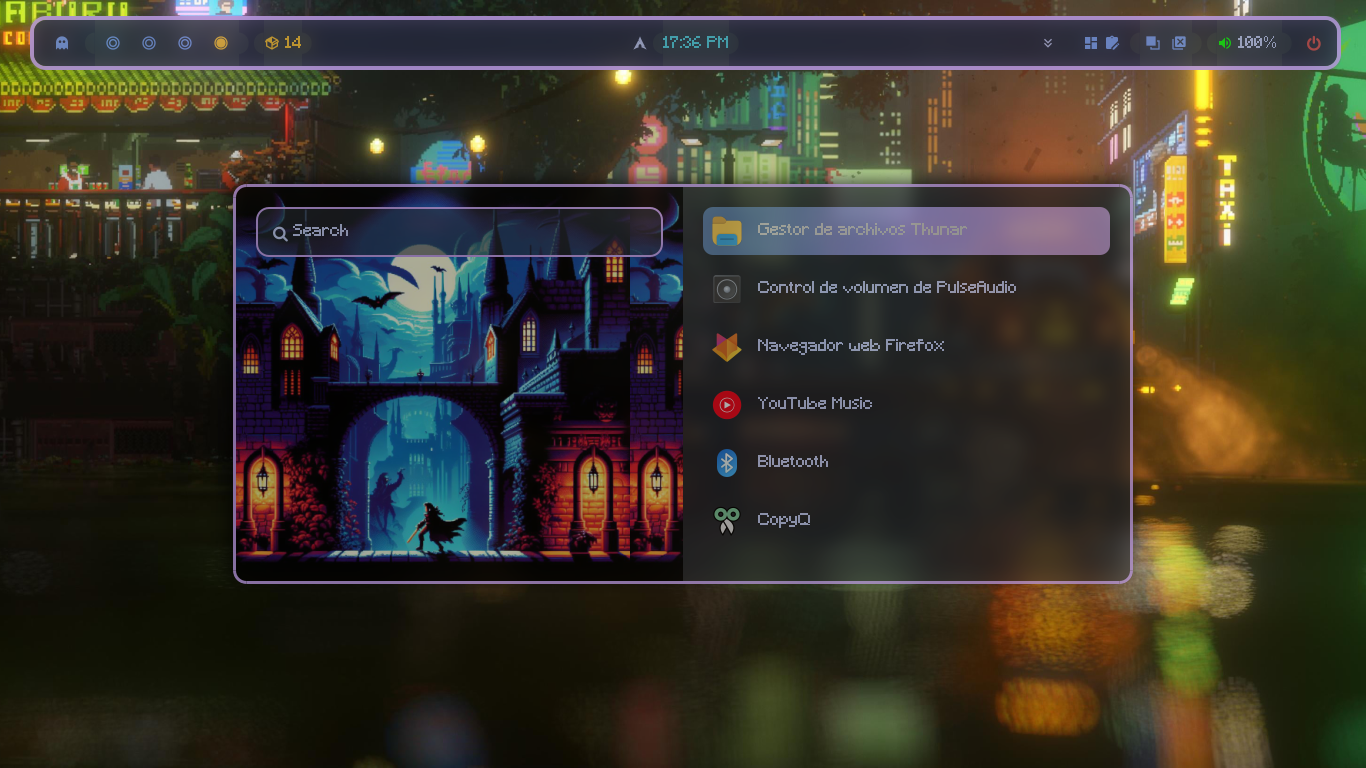 14
17:36 PM
100%
TAXi
Search
Gestor de archivos Thunar
Control de volumen de PulseAudio
Navegador web Firefox
YouTube Music
Bluetooth
CopyQ